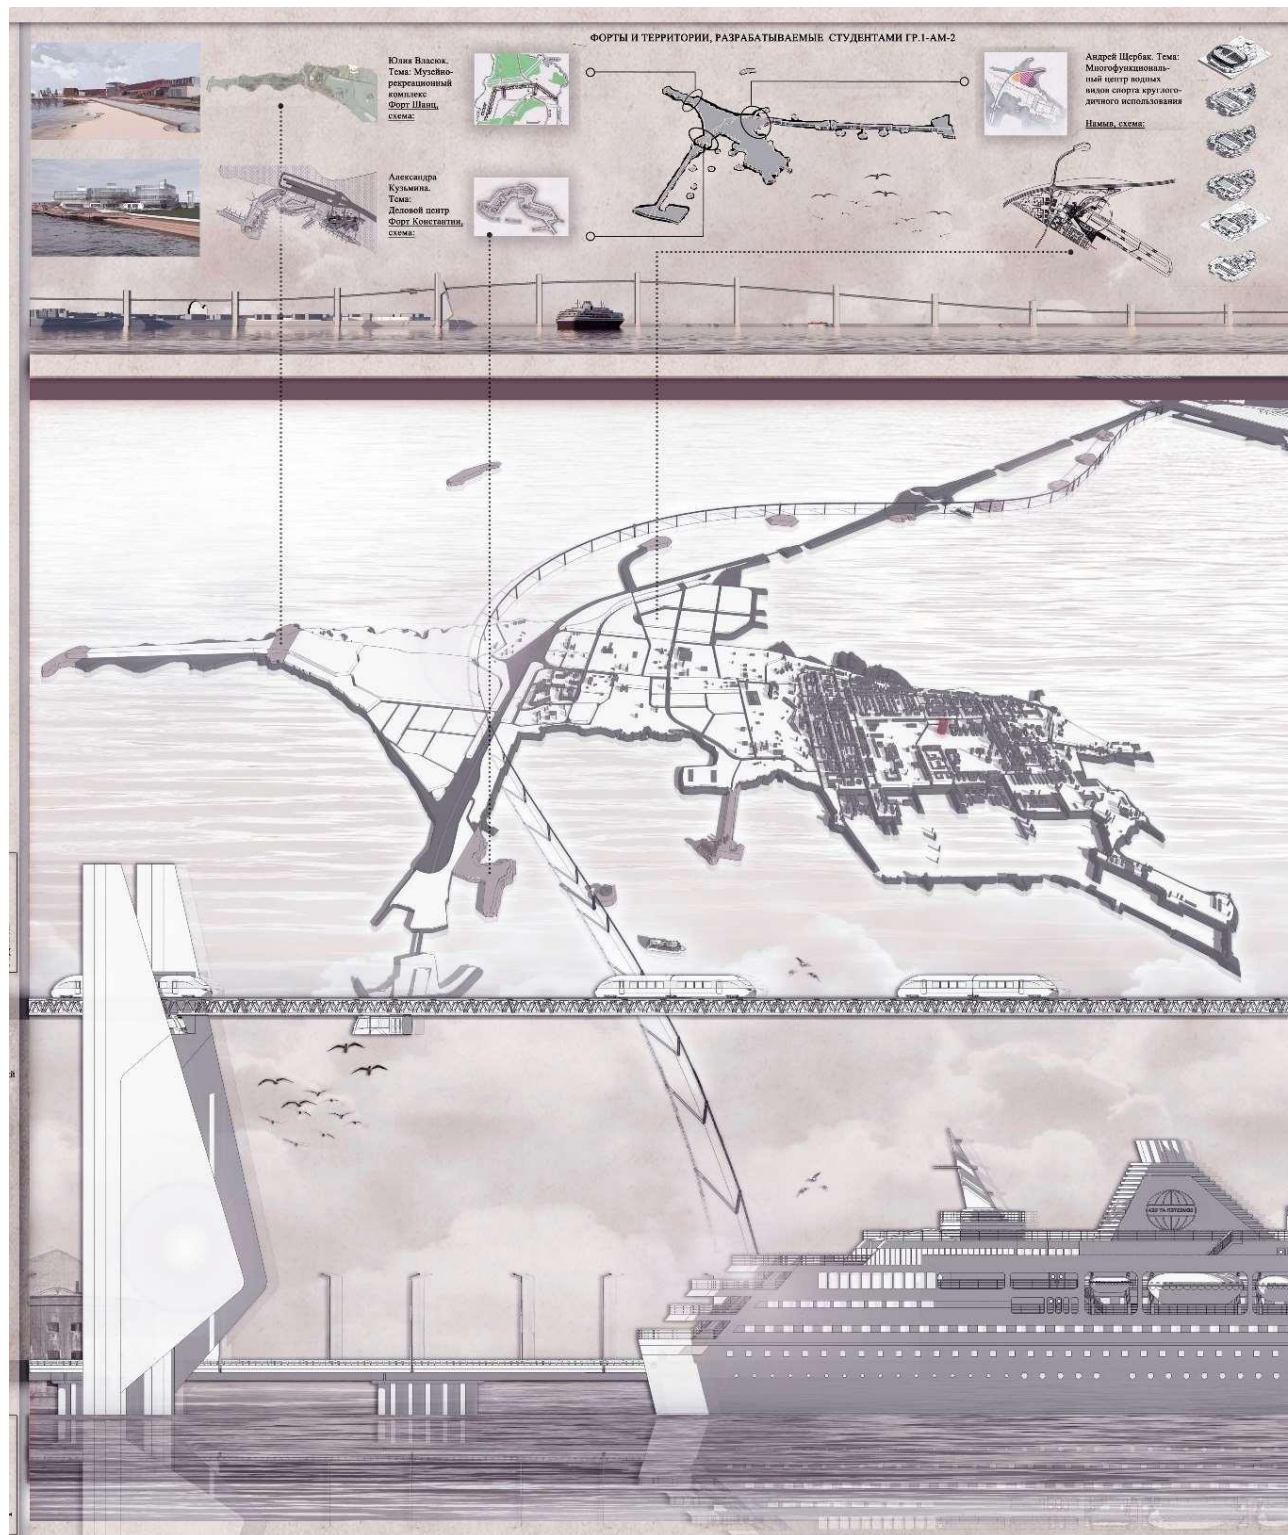 ФОРТЫ И ТЕРРИТОРИИ, РАЗРАБАТЫВАЕМЫЕ СТУДЕНТАМИ ГР.1-АМ-2
Юлия Власюк.
Тема: Музейно-
рекреационный
комплекс
Форт Шанц,
схема:
Александра
Кузьмина.
Тема:
Деловой центр
Форт Константин,
схема:
Андрей Щербак. Тема:
Многофункциональ-
ный центр водных
видов спорта круглого-
дичного использования
Намыв, схема: